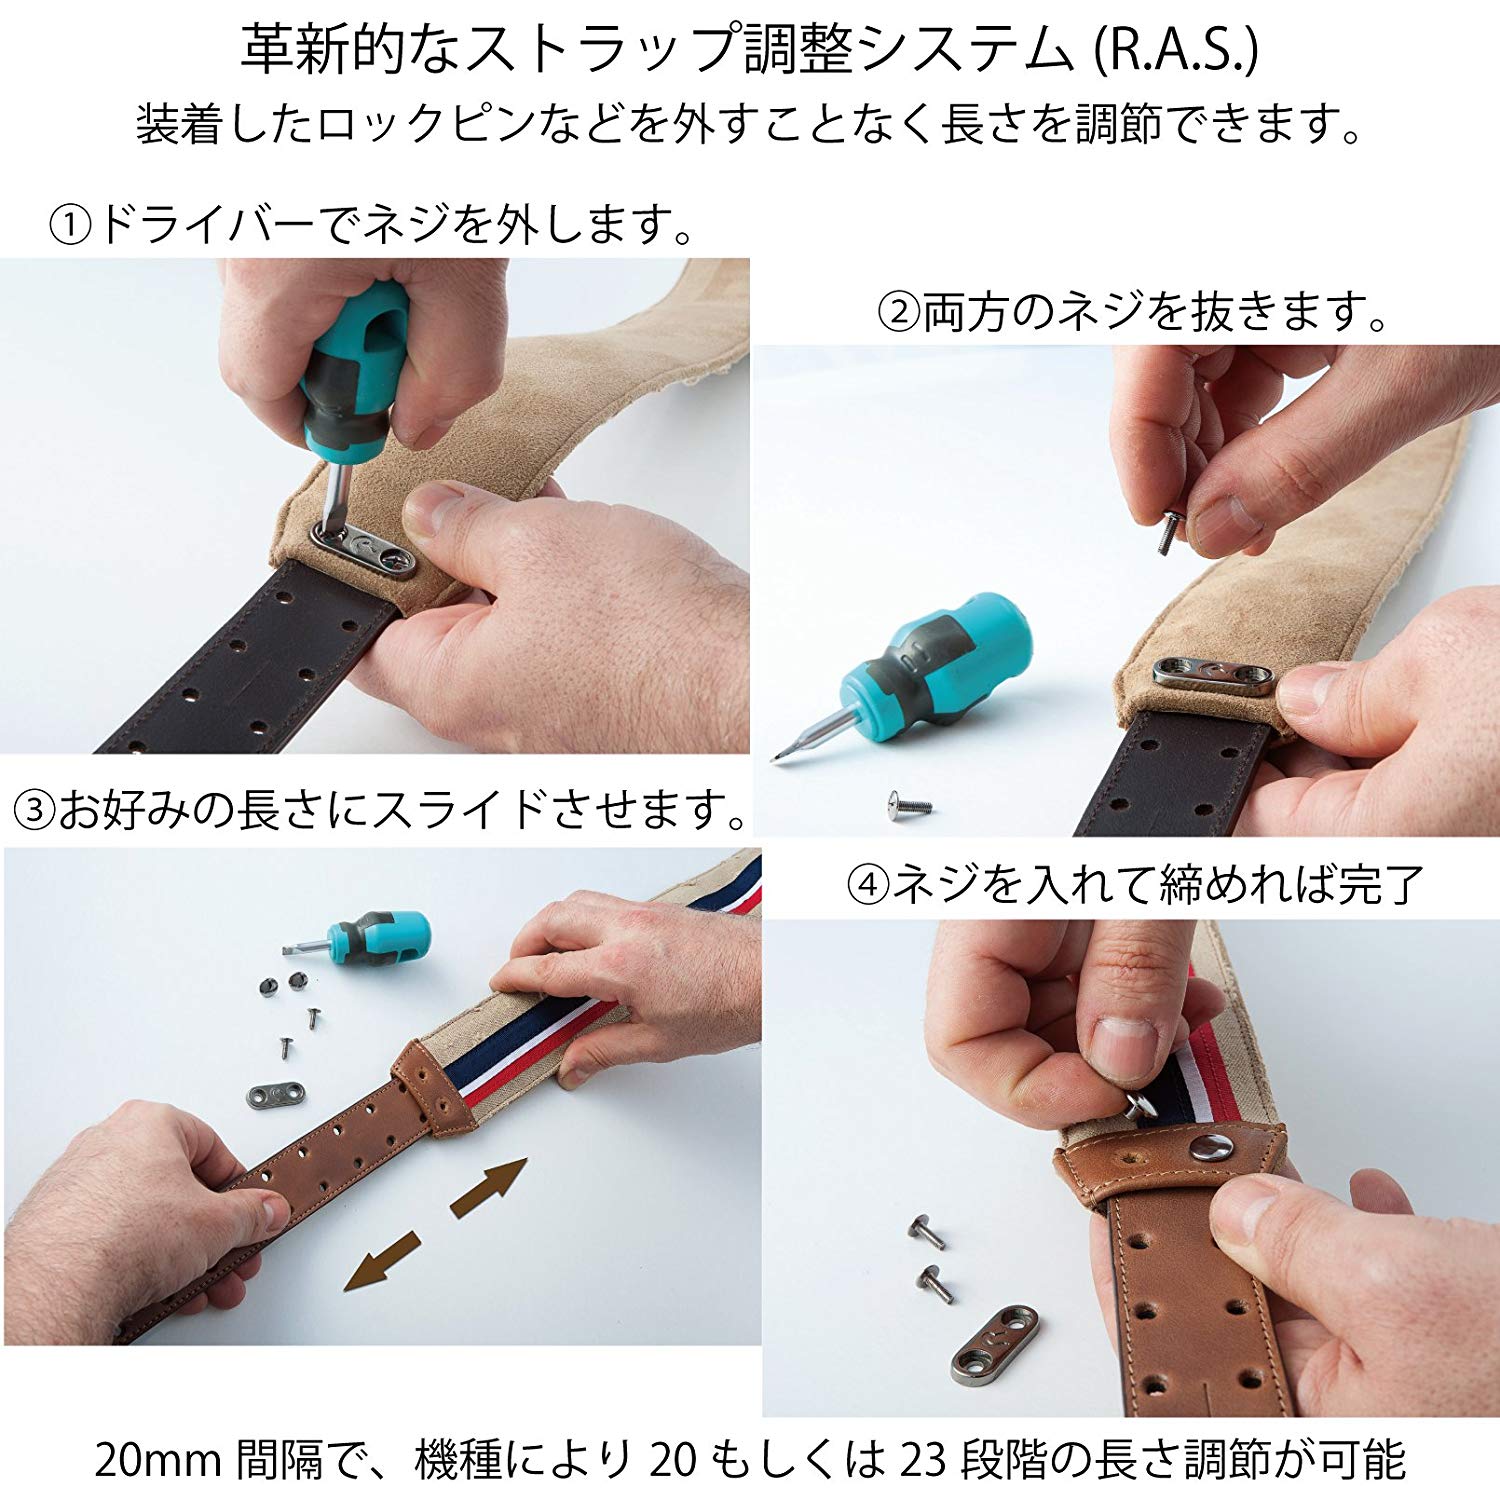 革新的なストラップ調整システム (R.A.S.)
装着したロックピンなどを外すことなく長さを調節できます。
①ドライバーでネジを外します。
②両方のネジを抜きます。
③お好みの長さにスライドさせます。
④ネジを入れて締めれば完了
20mm 間隔で、機種により 20 もしくは 23 段階の長さ調節が可能